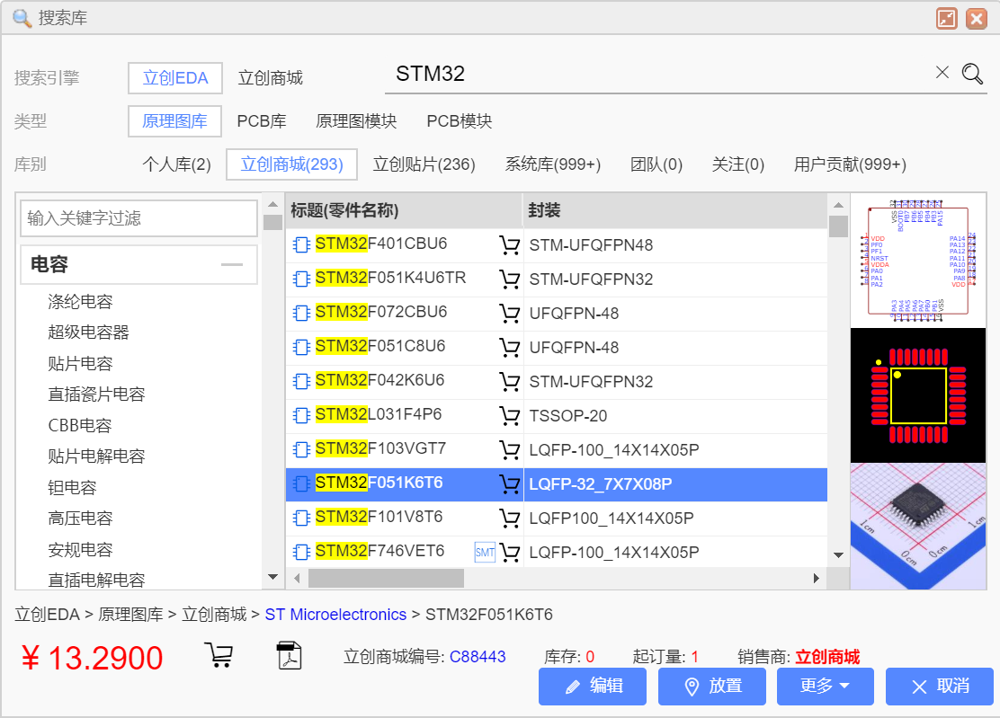 搜索库
搜索引擎 立创EDA 立创商城 STM32
类型 原理图库 PCB库 原理图模块 PCB模块
库别 个人库(2) 立创商城(293) 立创贴片(236) 系统库(999+) 团队(0) 关注(0) 用户贡献(999+)
输入关键字过滤
电容
涤纶电容
超级电容器
贴片电容
直插瓷片电容
CBB电容
贴片电解电容
钽电容
高压电容
安规电容
直插电解电容
标题(零件名称) 封装
STM32F401CBU6 STM-UFQFPN48
STM32F051K4U6TR STM-UFQFPN32
STM32F072CBU6 UFQFPN-48
STM32F051C8U6 UFQFPN-48
STM32F042K6U6 STM-UFQFPN32
STM32L031F4P6 TSSOP-20
STM32F103VGT7 LQFP-100_14X14X05P
STM32F051K6T6 LQFP-32_7X7X08P
STM32F101V8T6 LQFP100_14X14X05P
STM32F746VET6 SMT LQFP-100_14X14X05P
VSS
BOOT0
PB7
PB6
PB5
PB4
PB3
PA15
VDD
PF0
PF1
NRST
VDDA
PA0
PA1
PA2
PA14
PA13
PA12
PA11
PA10
PA9
PA8
VDD
PA3
PA4
PA5
PA6
PA7
PB0
PB1
VSS
1cm 0cm 0cm 1cm
立创EDA > 原理图库 > 立创商城 > ST Microelectronics > STM32F051K6T6
¥ 13.2900 立创商城编号: C88443 库存: 0 起订量: 1 销售商: 立创商城
编辑 放置 更多 取消